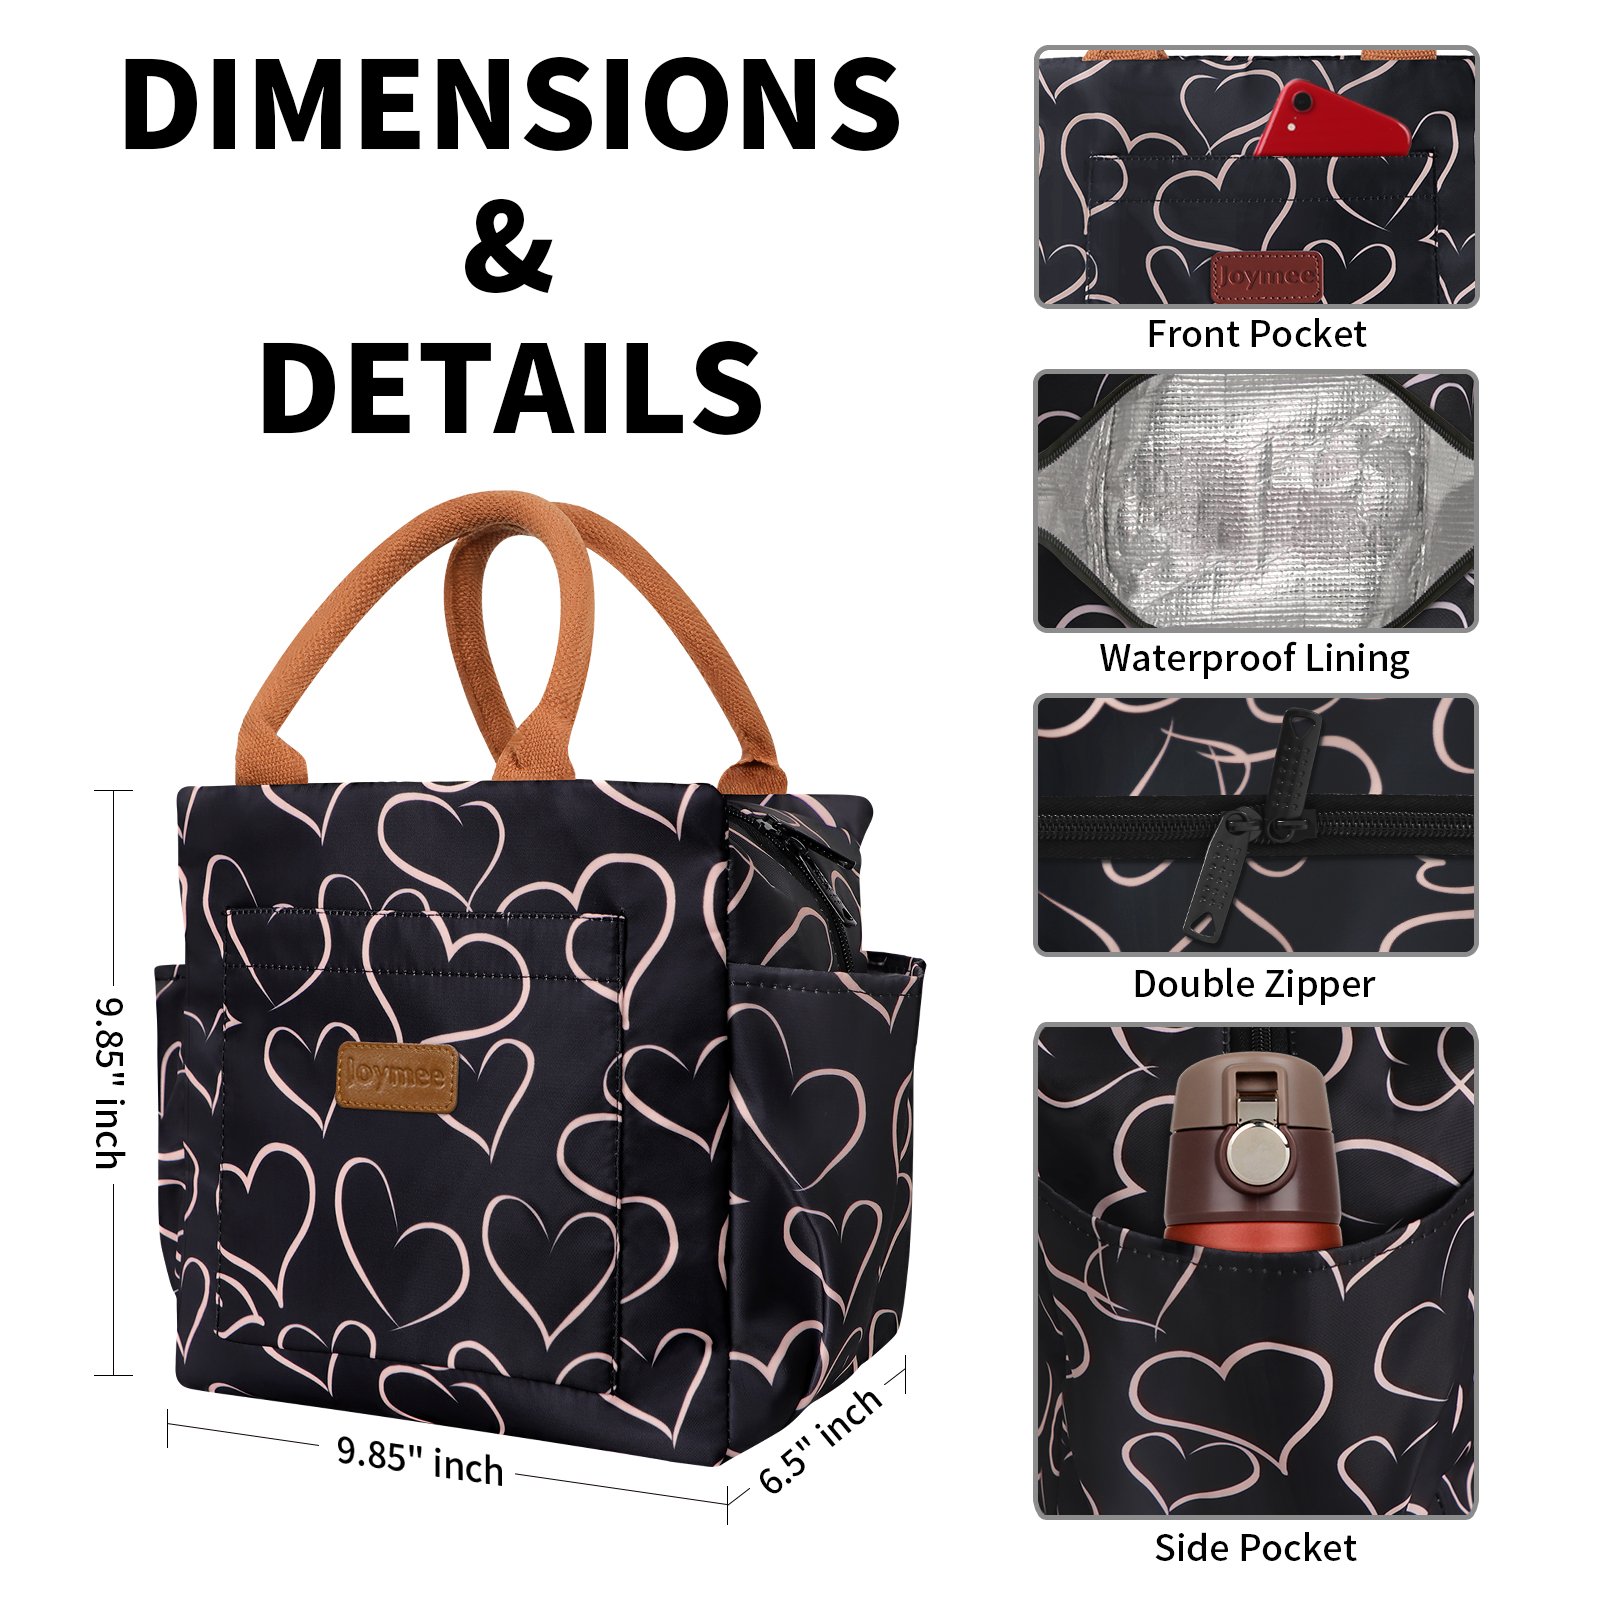 DIMENSIONS
&
DETAILS
Joymee
Front Pocket
Waterproof Lining
Double Zipper
Side Pocket
Joymee
9.85" inch
9.85" inch
6.5" inch